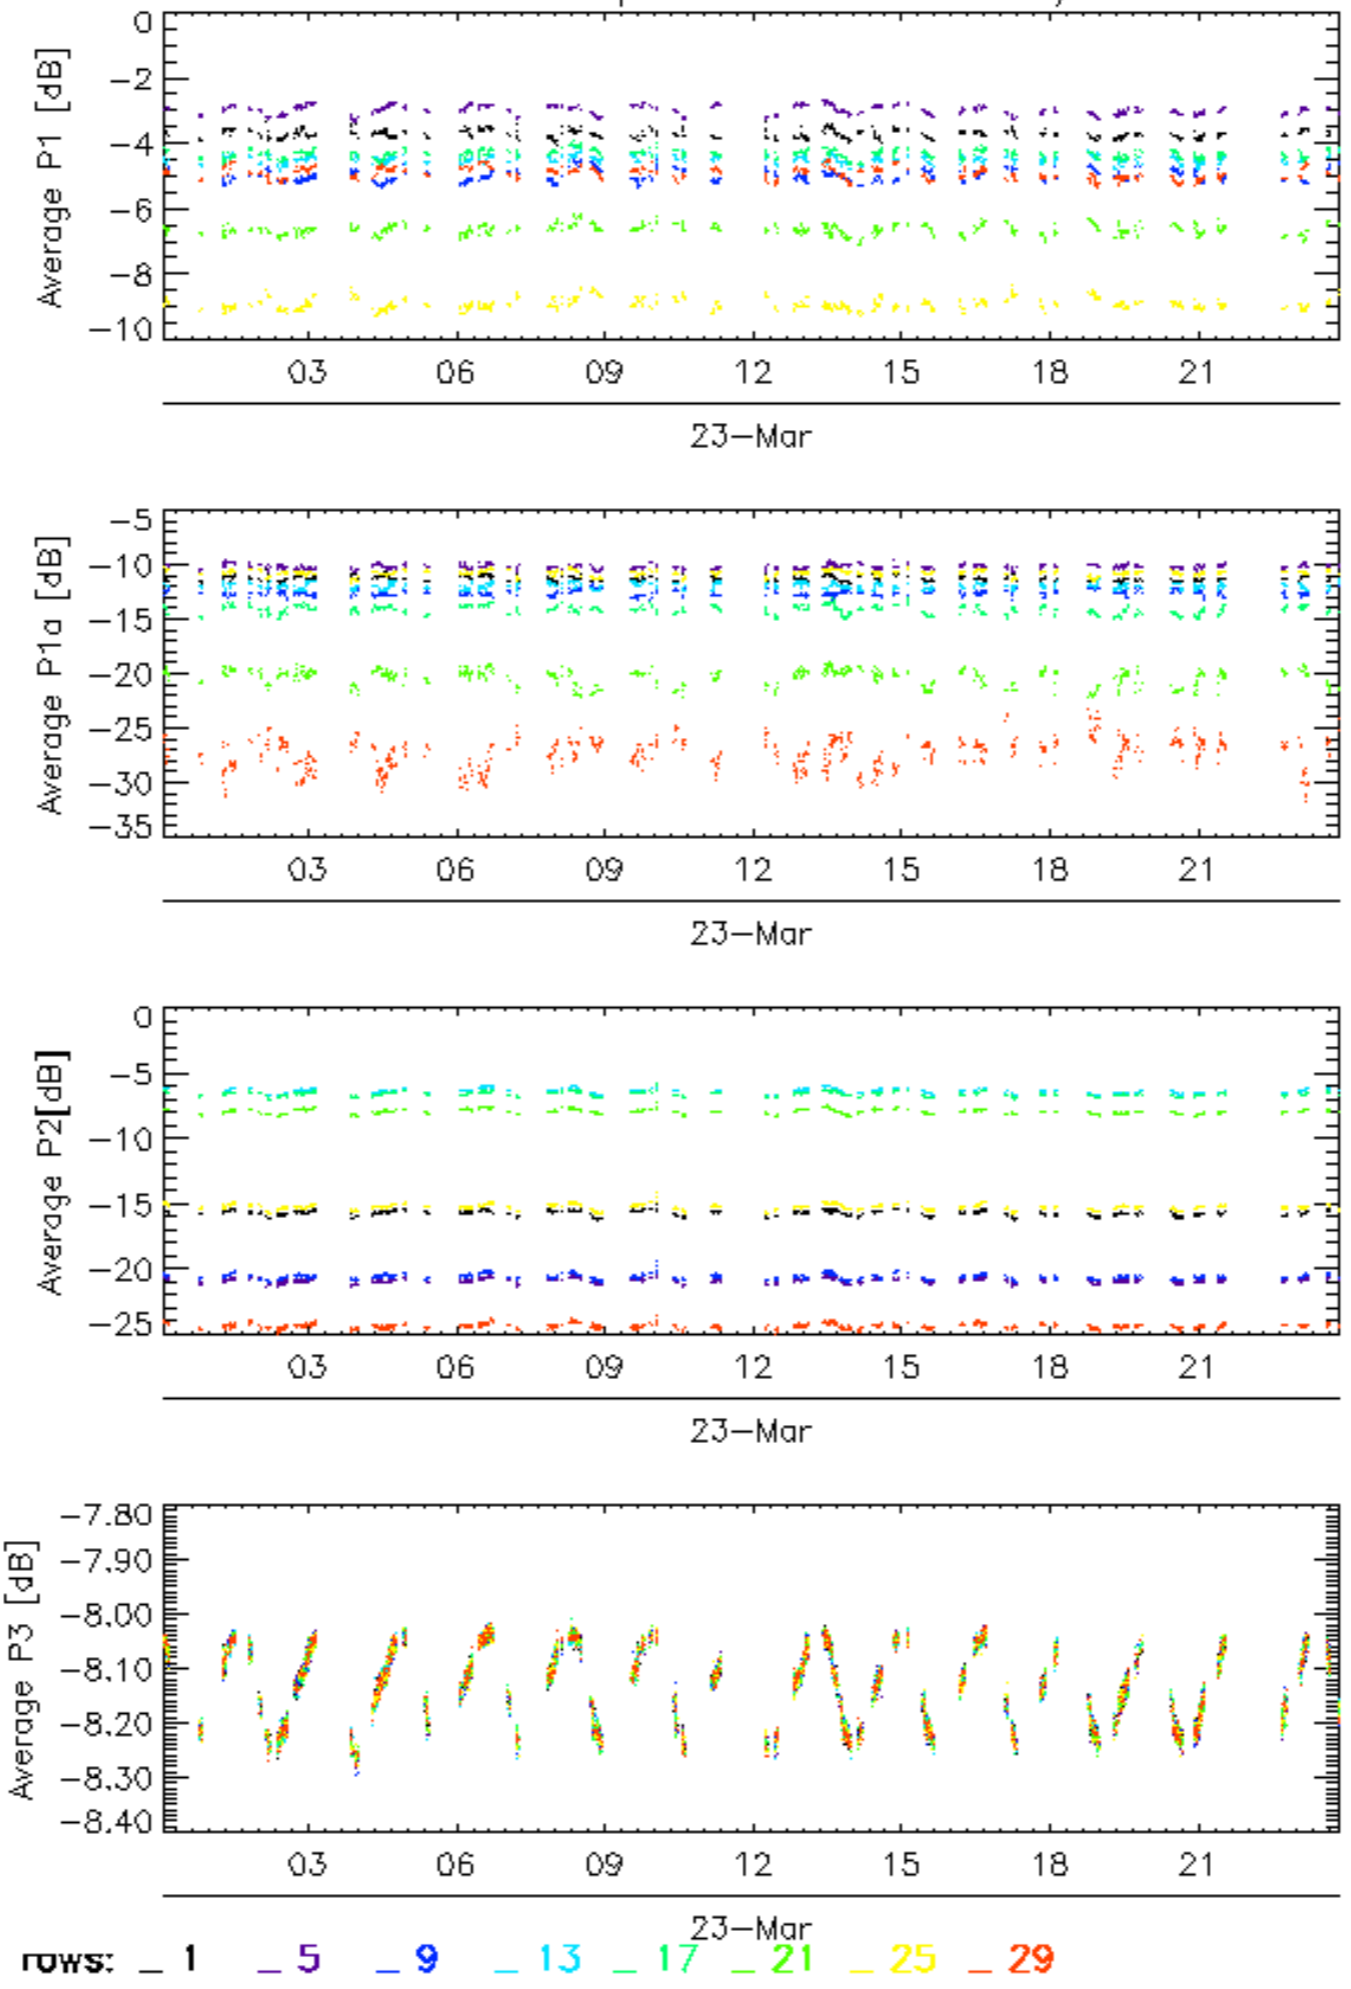 0
-2
-4
-6
-8
-10
Average P1 [dB]
03 06 09 12 15 18 21
23-Mar
-5
-10
-15
-20
-25
-30
-35
Average P1a [dB]
03 06 09 12 15 18 21
23-Mar
0
-5
-10
-15
-20
-25
Average P2[dB]
03 06 09 12 15 18 21
23-Mar
-7.80
-7.90
-8.00
-8.10
-8.20
-8.30
-8.40
Average P3 [dB]
03 06 09 12 15 18 21
23-Mar
rows: _ 1 _ 5 _ 9 _ 13 _ 17 _ 21 _ 25 _ 29